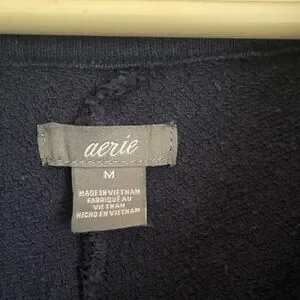 aerie
M
MADE IN VIETNAM
FABRIQUÉ AU
VIETNAM
HECHO EN VIETNAM